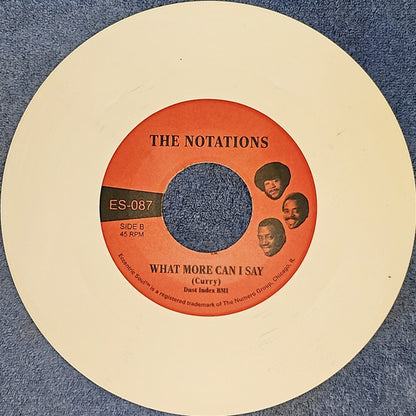 THE NOTATIONS
ES-087
SIDE B
45 RPM
WHAT MORE CAN I SAY
(Curry)
Dust Index BMI
Eccentric Soul™ is a registered trademark of The Numero Group, Chicago, IL